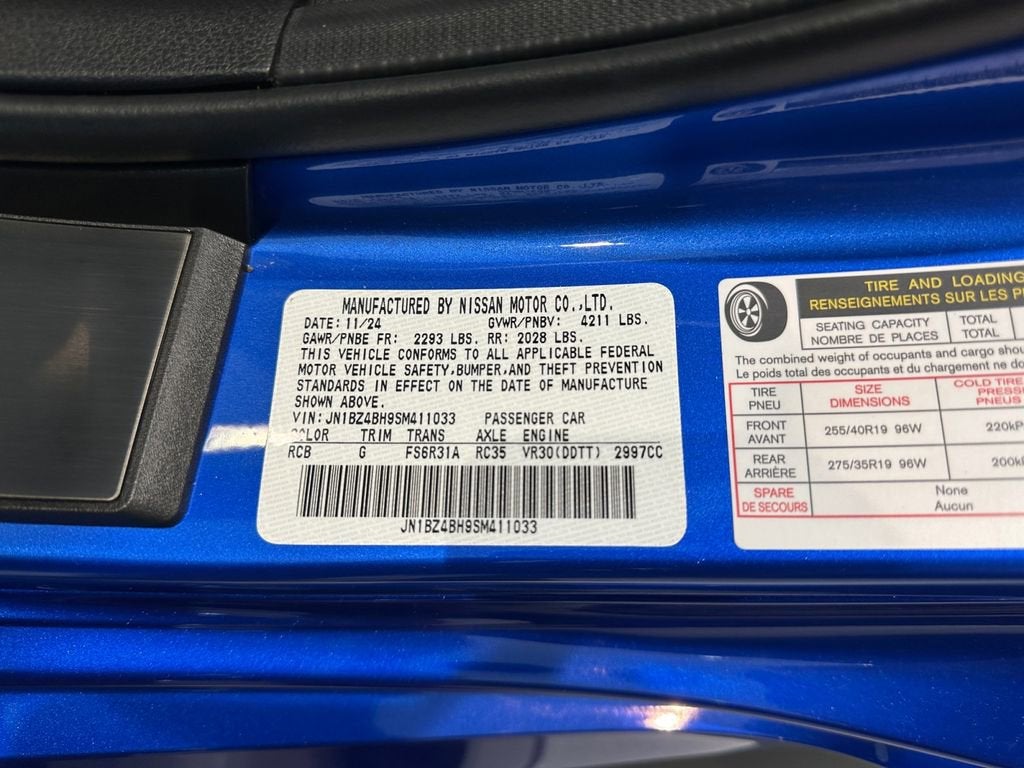 MANUFACTURED BY NISSAN MOTOR CO.,LTD.
DATE: 11/24 GVWR/PNBV: 4211 LBS.
GAWR/PNBE FR: 2293 LBS. RR: 2028 LBS.
THIS VEHICLE CONFORMS TO ALL APPLICABLE FEDERAL
MOTOR VEHICLE SAFETY,BUMPER,AND THEFT PREVENTION
STANDARDS IN EFFECT ON THE DATE OF MANUFACTURE
SHOWN ABOVE.
VIN: JN1BZ4BH9SM411033 PASSENGER CAR
COLOR TRIM TRANS AXLE ENGINE
RCB G FS6R31A RC35 VR30(DDTT) 2997CC
JN1BZ4BH9SM411033
TIRE AND LOADING
RENSEIGNEMENTS SUR LES
SEATING CAPACITY TOTAL
NOMBRE DE PLACES TOTAL
The combined weight of occupants and cargo
Le poids total des occupants et du chargement ne
TIRE SIZE COLD
PNEU DIMENSIONS PNEUS
FRONT 255/40R19 96W 220
AVANT
REAR 275/35R19 96W 200
ARRIÈRE
SPARE None
DE SECOURS Aucun